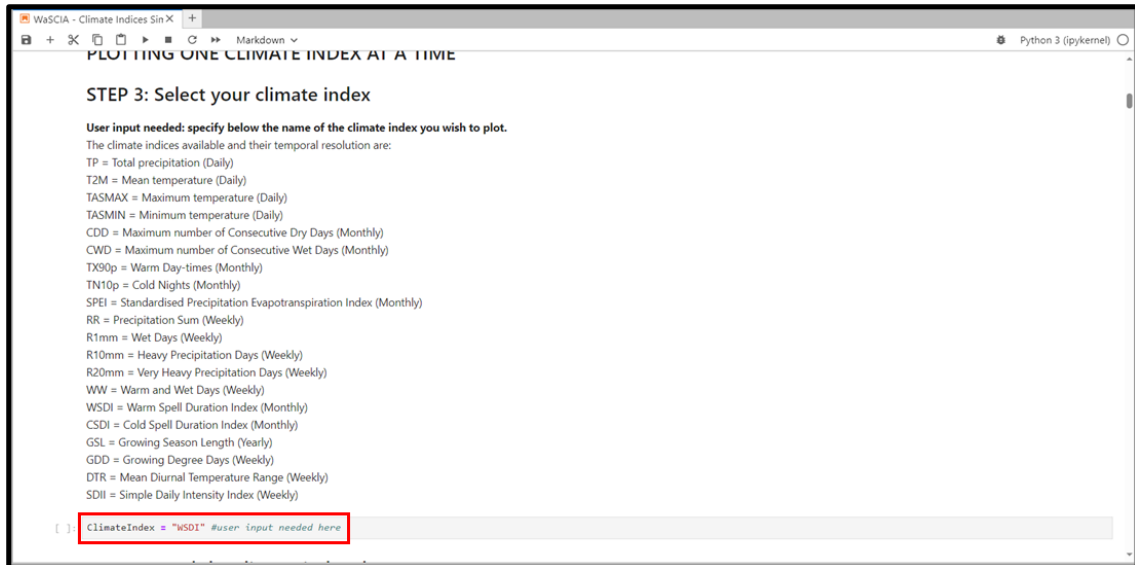 WaSCIA - Climate Indices Sin
Markdown
Python 3 (ipykernel)
PLOTTING ONE CLIMATE INDEX AT A TIME
STEP 3: Select your climate index
User input needed: specify below the name of the climate index you wish to plot.
The climate indices available and their temporal resolution are:
TP = Total precipitation (Daily)
T2M = Mean temperature (Daily)
TASMAX = Maximum temperature (Daily)
TASMIN = Minimum temperature (Daily)
CDD = Maximum number of Consecutive Dry Days (Monthly)
CWD = Maximum number of Consecutive Wet Days (Monthly)
TX90p = Warm Day-times (Monthly)
TN10p = Cold Nights (Monthly)
SPEI = Standardised Precipitation Evapotranspiration Index (Monthly)
RR = Precipitation Sum (Weekly)
R1mm = Wet Days (Weekly)
R10mm = Heavy Precipitation Days (Weekly)
R20mm = Very Heavy Precipitation Days (Weekly)
WW = Warm and Wet Days (Weekly)
WSDI = Warm Spell Duration Index (Monthly)
CSDI = Cold Spell Duration Index (Monthly)
GSL = Growing Season Length (Yearly)
GDD = Growing Degree Days (Weekly)
DTR = Mean Diurnal Temperature Range (Weekly)
SDII = Simple Daily Intensity Index (Weekly)
[ ]: ClimateIndex = "WSDI" #user input needed here